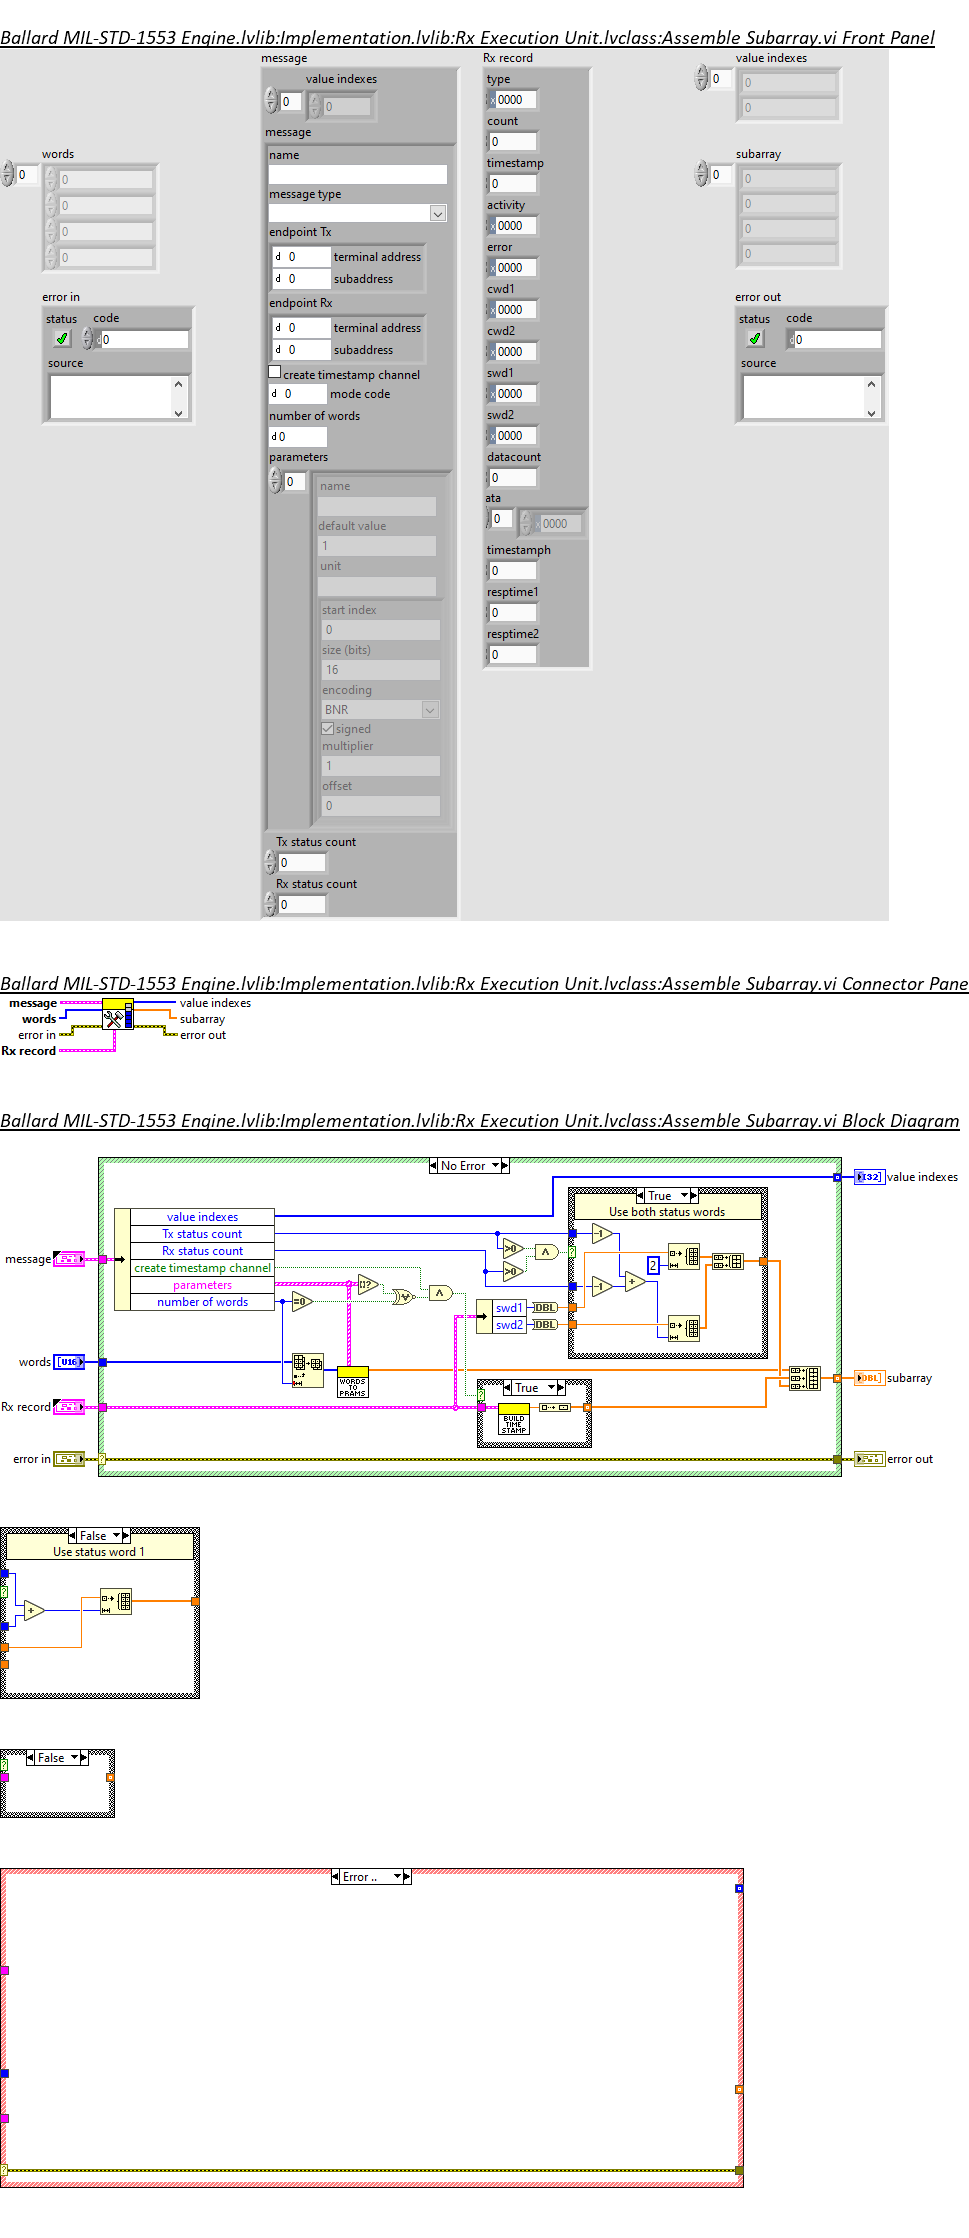 Ballard MIL-STD-1553 Engine.lvlib:Implementation.lvlib:Rx Execution Unit.lvclass:Assemble Subarray.vi Front Panel
message
value indexes
0
0
message
name
message type
endpoint Tx
d 0 terminal address
d 0 subaddress
endpoint Rx
d 0 terminal address
d 0 subaddress
create timestamp channel
d 0 mode code
number of words
d 0
parameters
0
name
default value
1
unit
start index
0
size (bits)
16
encoding
BNR
signed
multiplier
1
offset
0
Tx status count
0
Rx status count
0
words
0
0
0
0
0
error in
status code
d 0
source
Rx record
type
x 0000
count
0
timestamp
0
activity
x 0000
error
x 0000
cwd1
x 0000
cwd2
x 0000
swd1
x 0000
swd2
x 0000
datacount
0
ata
0
x 0000
timestamph
0
resptime1
0
resptime2
0
value indexes
0
0
0
subarray
0
0
0
0
0
error out
status code
d 0
source
Ballard MIL-STD-1553 Engine.lvlib:Implementation.lvlib:Rx Execution Unit.lvclass:Assemble Subarray.vi Connector Pane
message
words
error in
Rx record
value indexes
subarray
error out
Ballard MIL-STD-1553 Engine.lvlib:Implementation.lvlib:Rx Execution Unit.lvclass:Assemble Subarray.vi Block Diagram
No Error
message
value indexes
Tx status count
Rx status count
create timestamp channel
parameters
number of words
[]?
=0
>0
>0
True
Use both status words
-1
-1
+
2
swd1
swd2
DBL
DBL
words
[U16]
WORDS
TO
PRAMS
Rx record
True
BUILD
TIME
STAMP
error in
[I32]
value indexes
[DBL]
subarray
error out
False
Use status word 1
+
False
Error ..